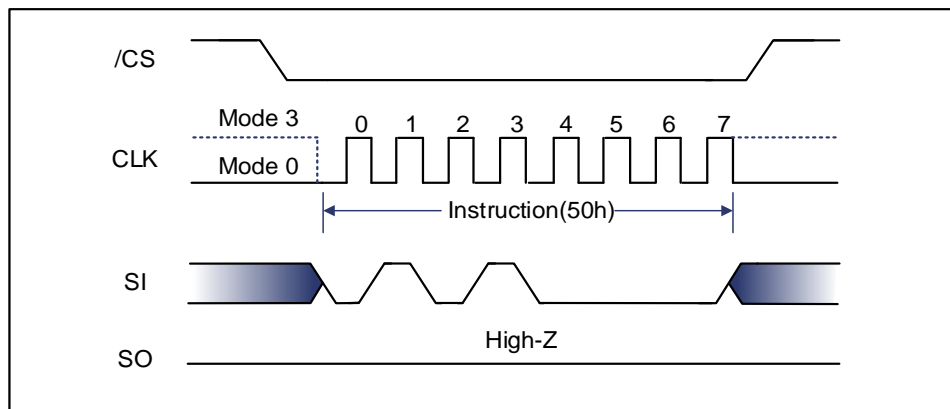 /CS
Mode 3
0 1 2 3 4 5 6 7
CLK
Mode 0
Instruction(50h)
SI
High-Z
SO